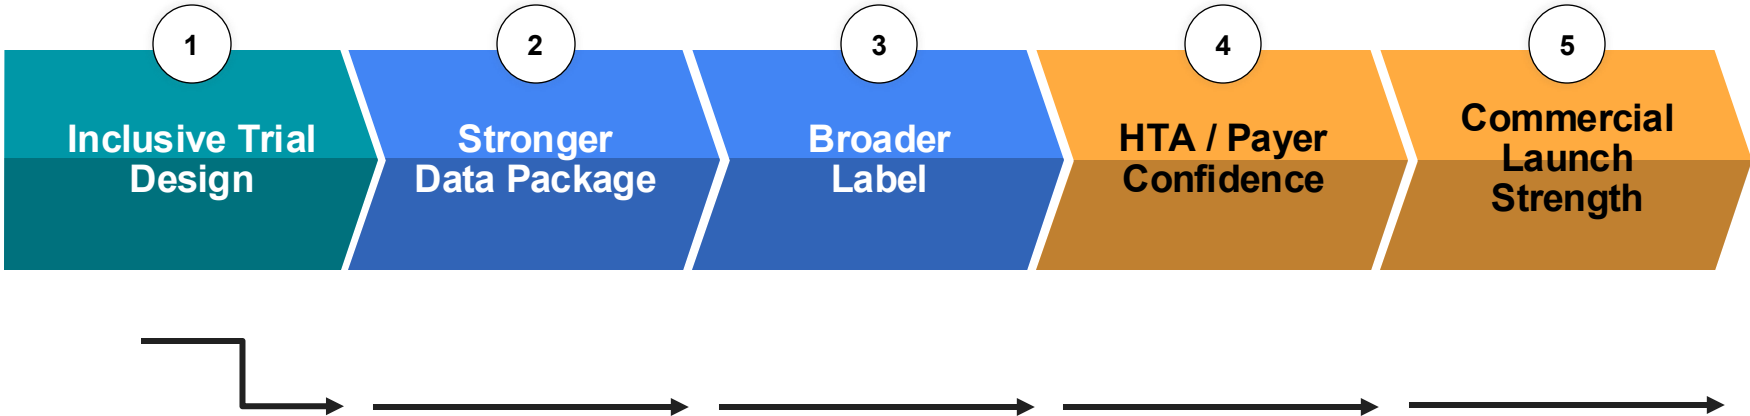 1
Inclusive Trial
Design
2
Stronger
Data Package
3
Broader
Label
4
HTA / Payer
Confidence
5
Commercial
Launch
Strength